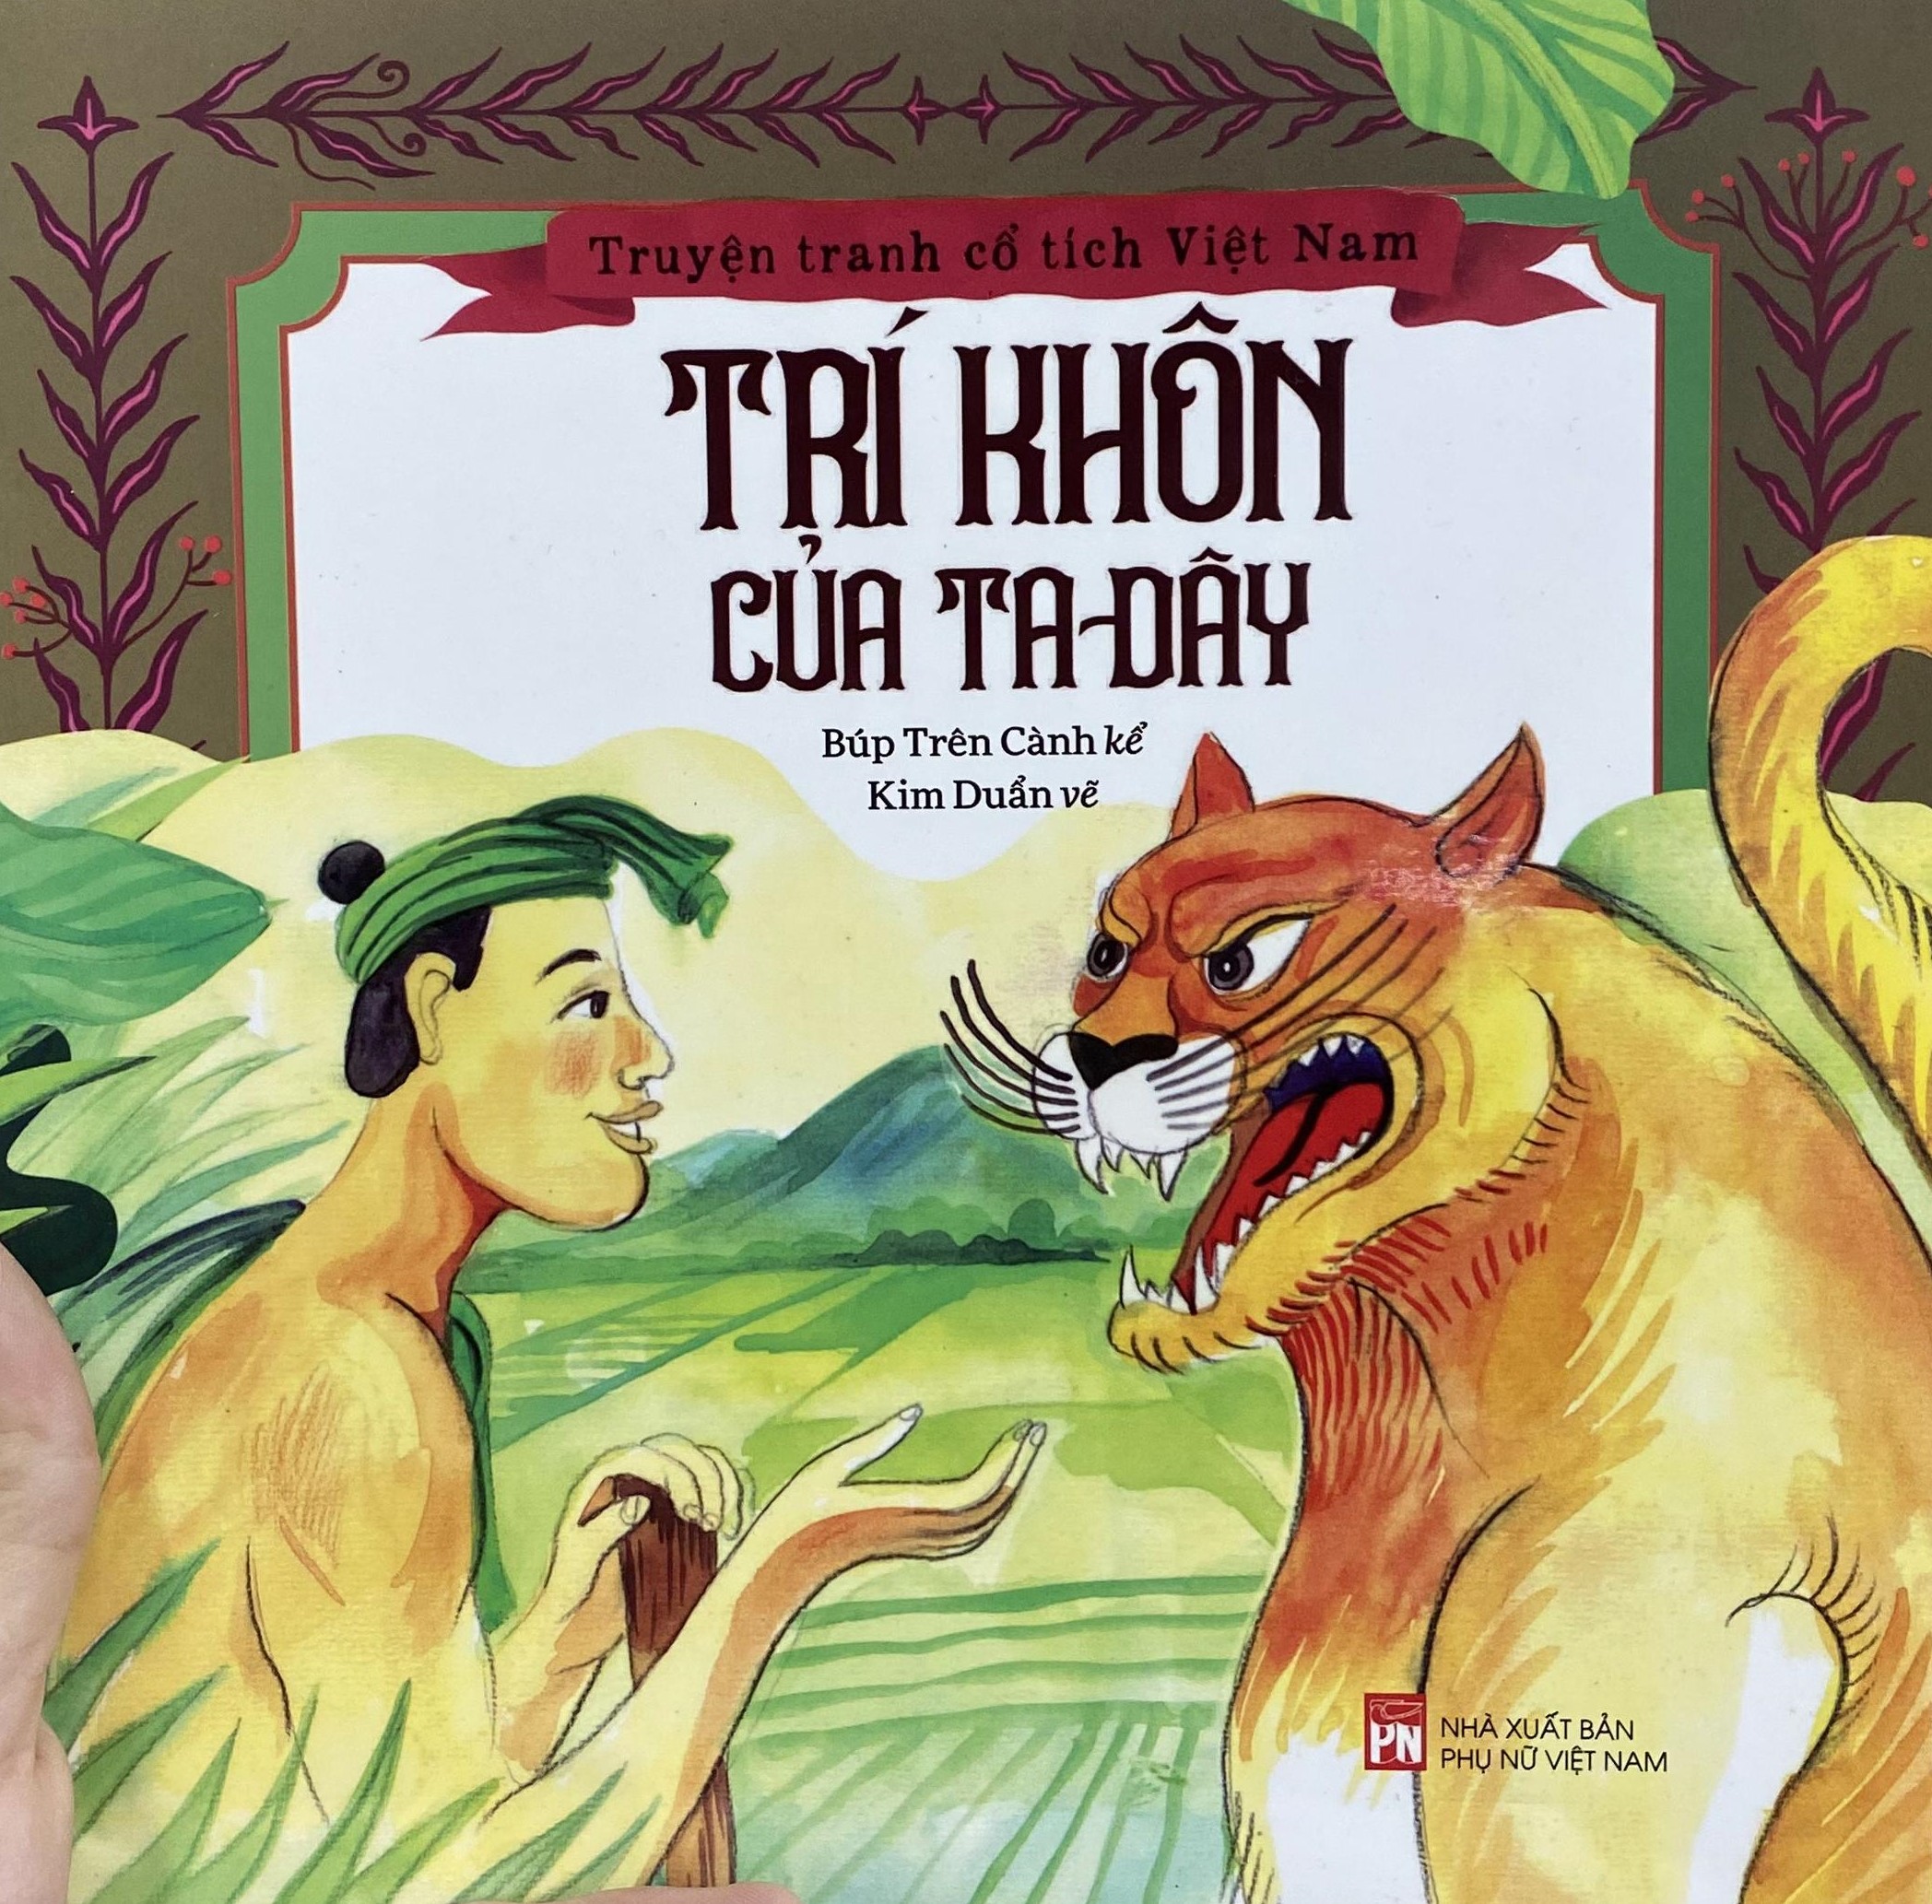 Truyện tranh cổ tích Việt Nam
TRÍ KHÔN
CỦA TA ĐÂY
Búp Trên Cành kể
Kim Duẩn vẽ
PN
NHÀ XUẤT BẢN
PHỤ NỮ VIỆT NAM